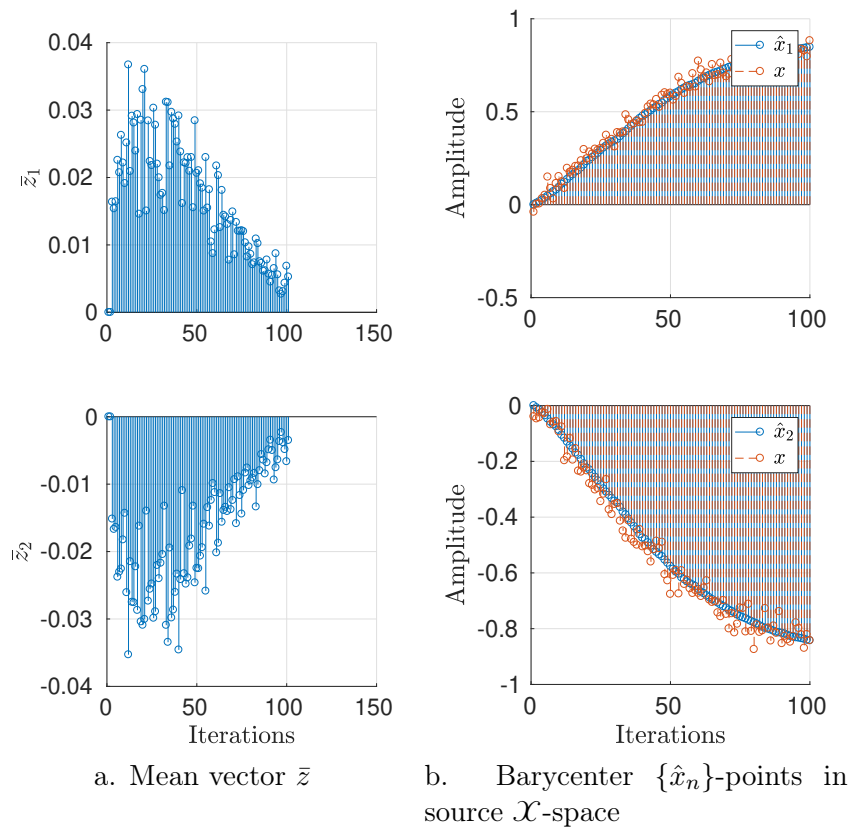 0.04
0.03
0.02
0.01
0
z̄₁
0 50 100 150
1
0.5
0
-0.5
Amplitude
x̂₁
x
0 50 100
0
-0.01
-0.02
-0.03
-0.04
z̄₂
0 50 100 150
Iterations
0
-0.2
-0.4
-0.6
-0.8
-1
Amplitude
x̂₂
x
0 50 100
Iterations
a. Mean vector z̄
b. Barycenter {x̂ₙ}-points in
source 𝒳-space